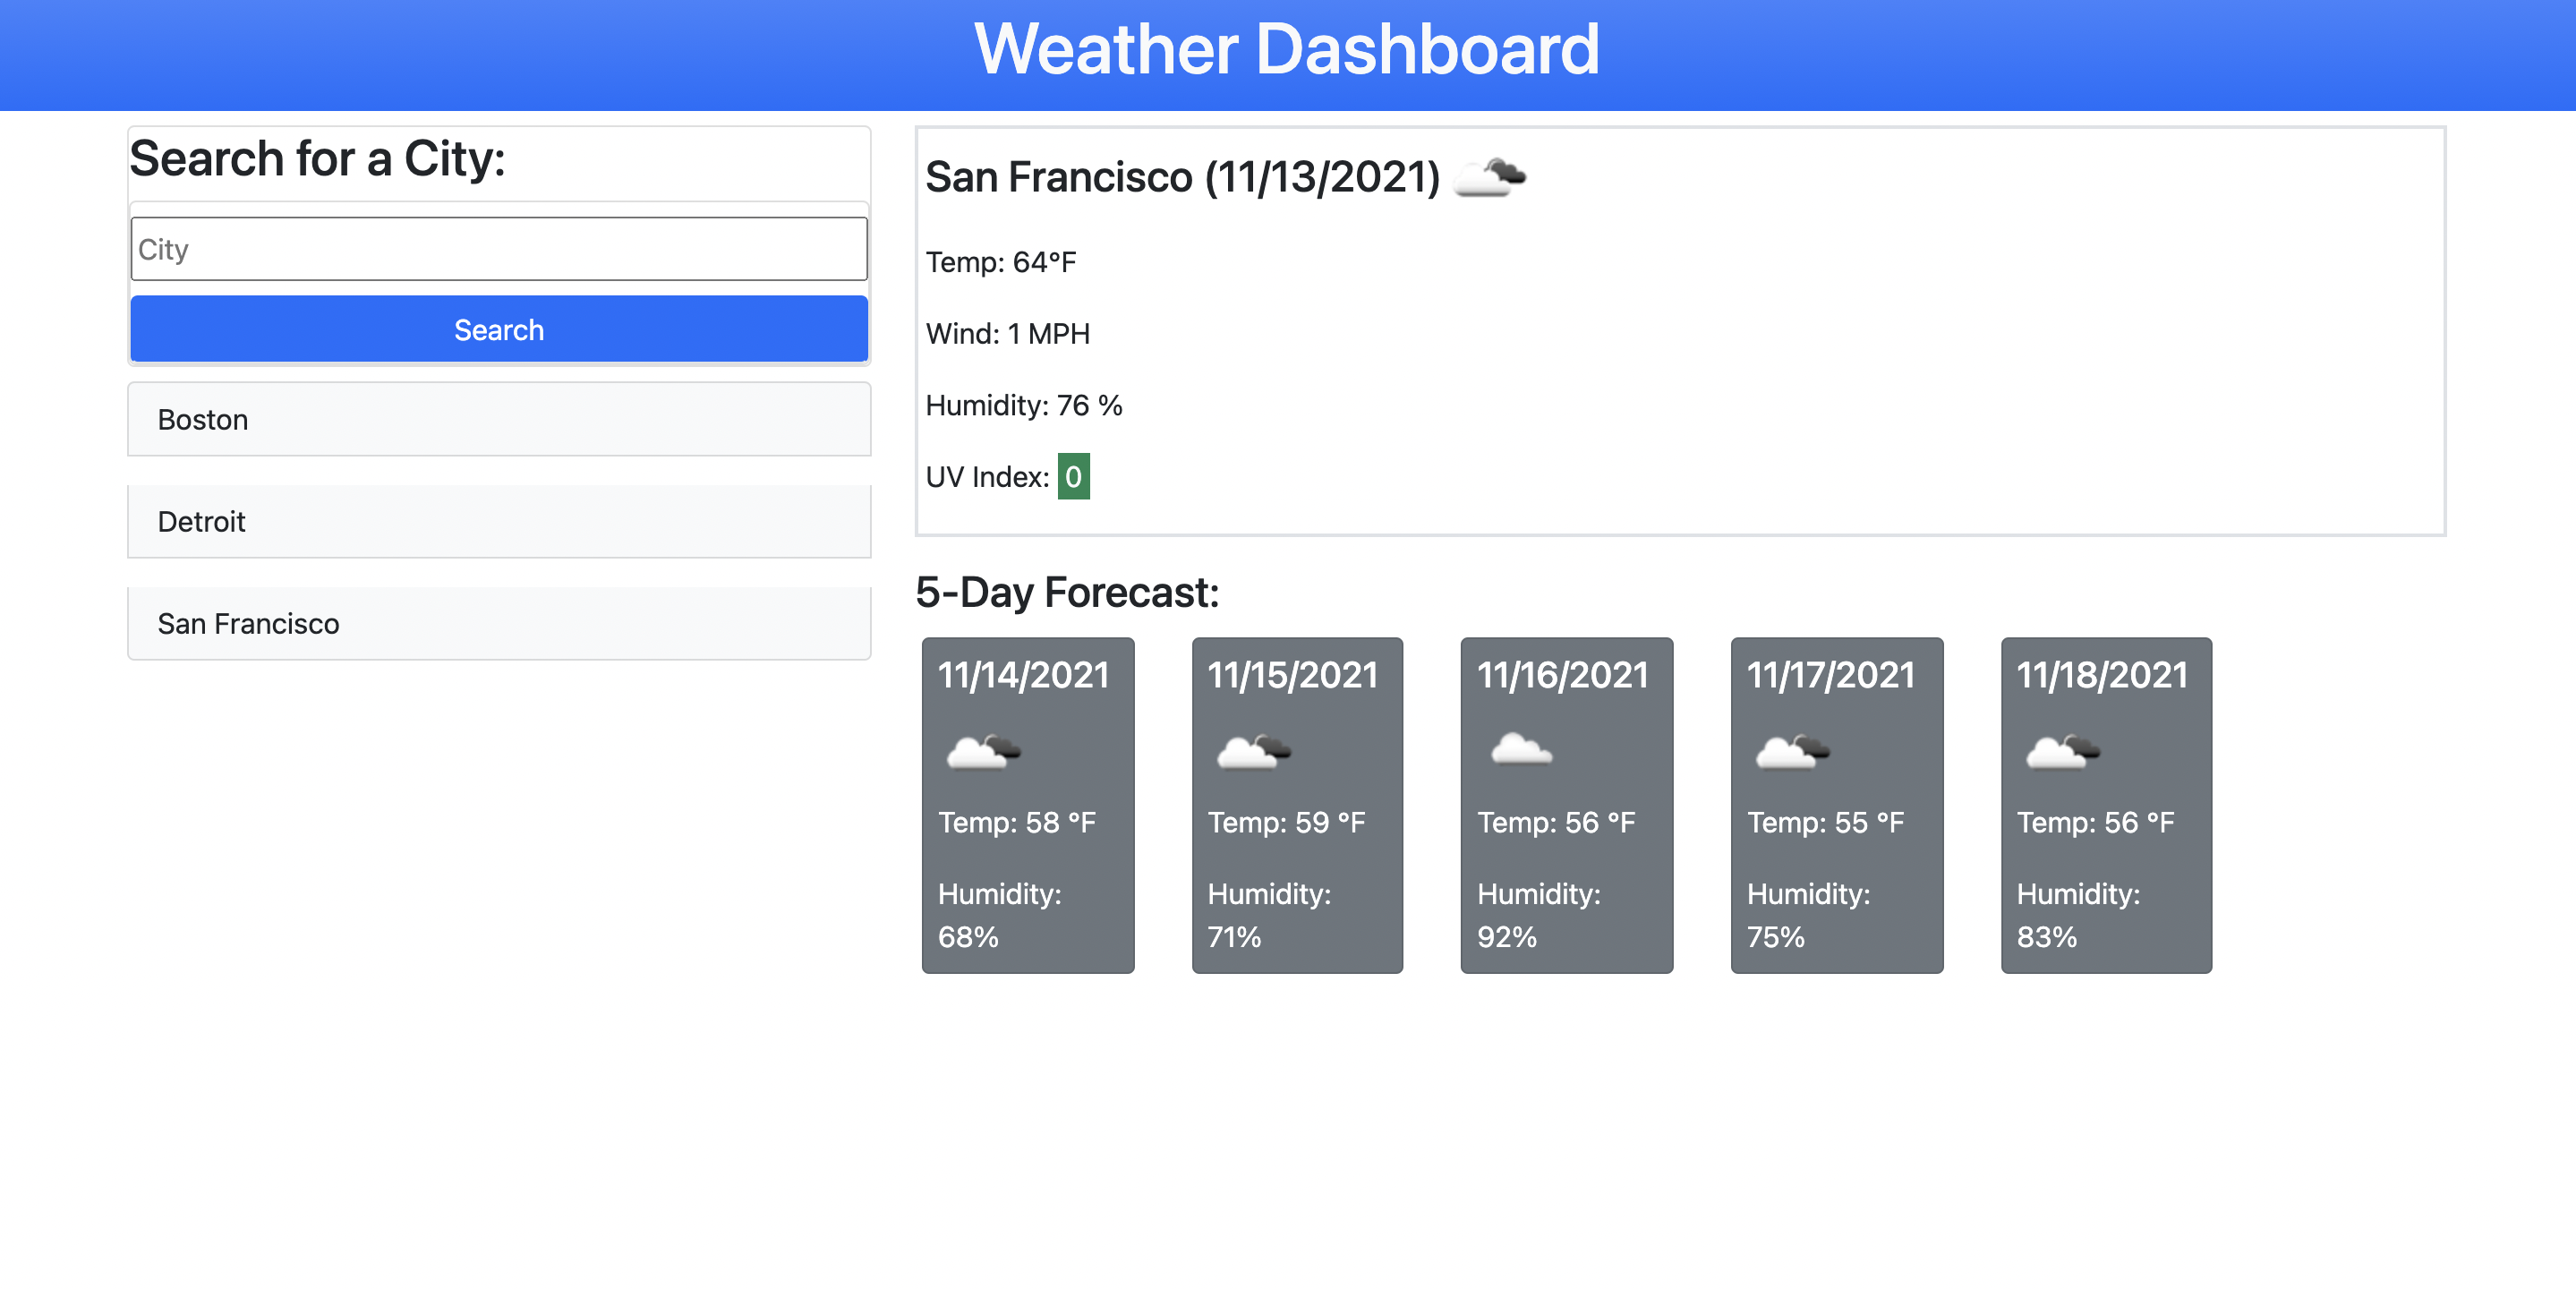 Weather Dashboard
Search for a City:
City
Search
Boston
Detroit
San Francisco
San Francisco (11/13/2021)
Temp: 64°F
Wind: 1 MPH
Humidity: 76 %
UV Index: 0
5-Day Forecast:
11/14/2021
Temp: 58 °F
Humidity:
68%
11/15/2021
Temp: 59 °F
Humidity:
71%
11/16/2021
Temp: 56 °F
Humidity:
92%
11/17/2021
Temp: 55 °F
Humidity:
75%
11/18/2021
Temp: 56 °F
Humidity:
83%